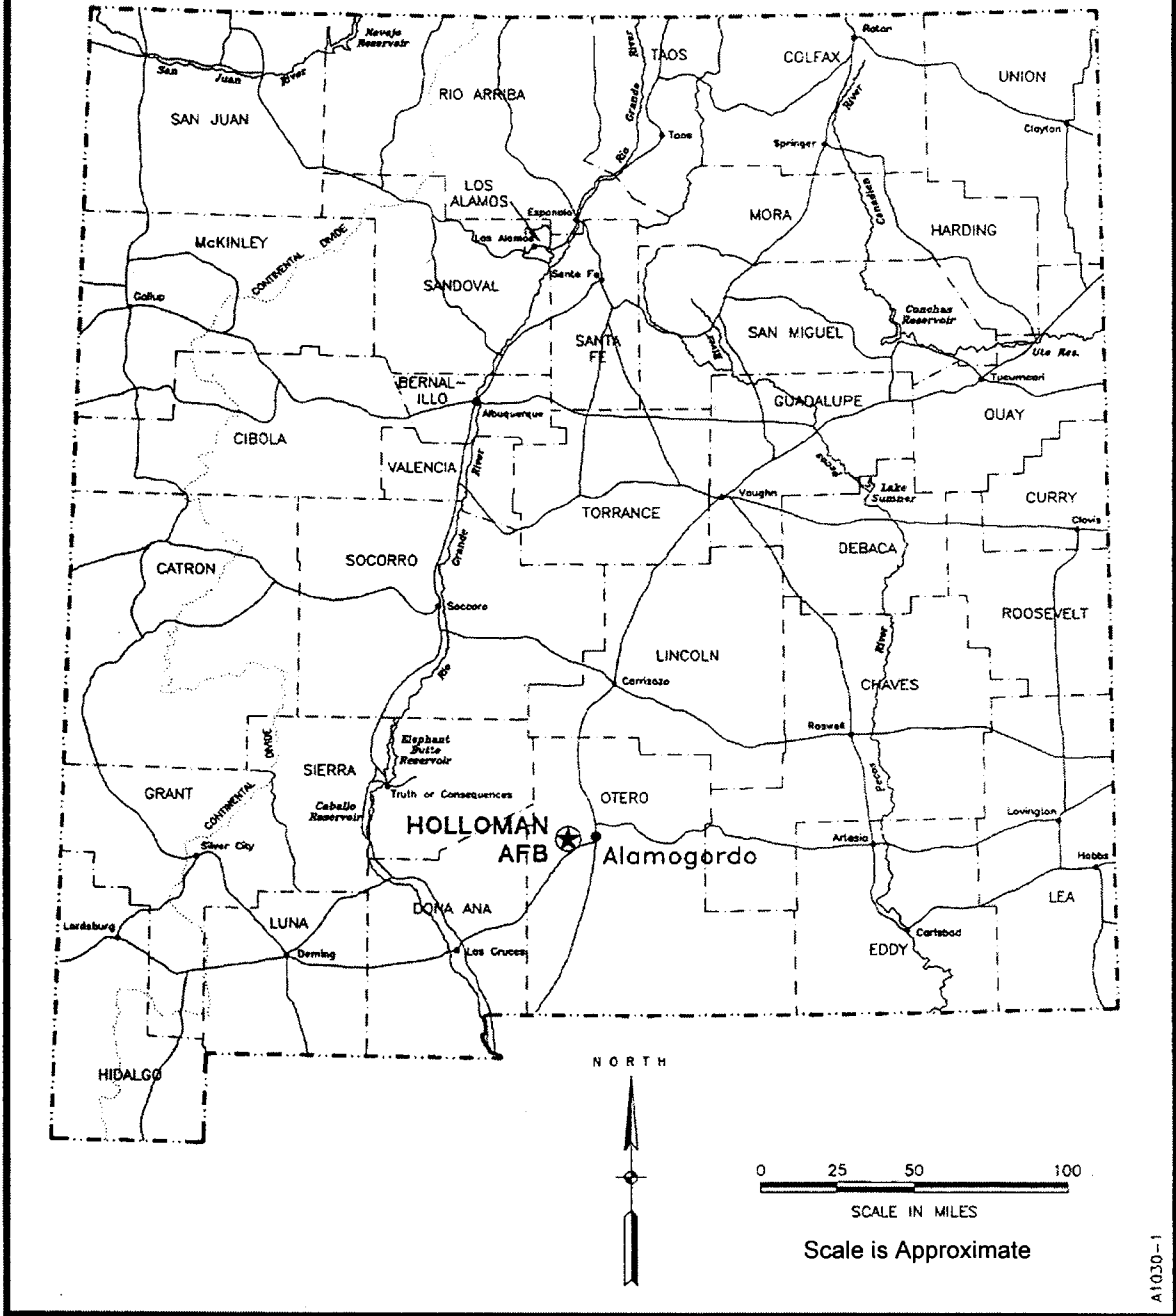 Navajo
Reservoir
San Juan River
SAN JUAN
RIO ARRIBA
TAOS
COLFAX
UNION
Raton
River
Rio Grande River
Taos
Clayton
Springer
LOS
ALAMOS
Espanola
Los Alamos
MORA
Canadian
HARDING
McKINLEY
CONTINENTAL DIVIDE
Gallup
SANDOVAL
Santa Fe
SANTA
FE
SAN MIGUEL
River
Conchas
Reservoir
Ute Res.
Tucumcari
BERNAL-
ILLO
Albuquerque
GUADALUPE
QUAY
CIBOLA
VALENCIA
River
Pecos
Lake
Sumner
Vaughn
CURRY
Clovis
TORRANCE
DEBACA
SOCORRO
Grande
CATRON
Soccoro
ROOSEVELT
River
LINCOLN
Rio
Carrizozo
CHAVES
Roswell
DIVIDE
Elephant
Butte
Reservoir
SIERRA
Pecos
GRANT
CONTINENTAL
Truth or Consequences
Caballo
Reservoir
OTERO
HOLLOMAN
AFB
Alamogordo
Artesia
Lovington
Hobbs
Silver City
LEA
DONA ANA
LUNA
Lordsburg
Deming
Las Cruces
Carlsbad
EDDY
HIDALGO
NORTH
0 25 50 100
SCALE IN MILES
Scale is Approximate
A1030-1